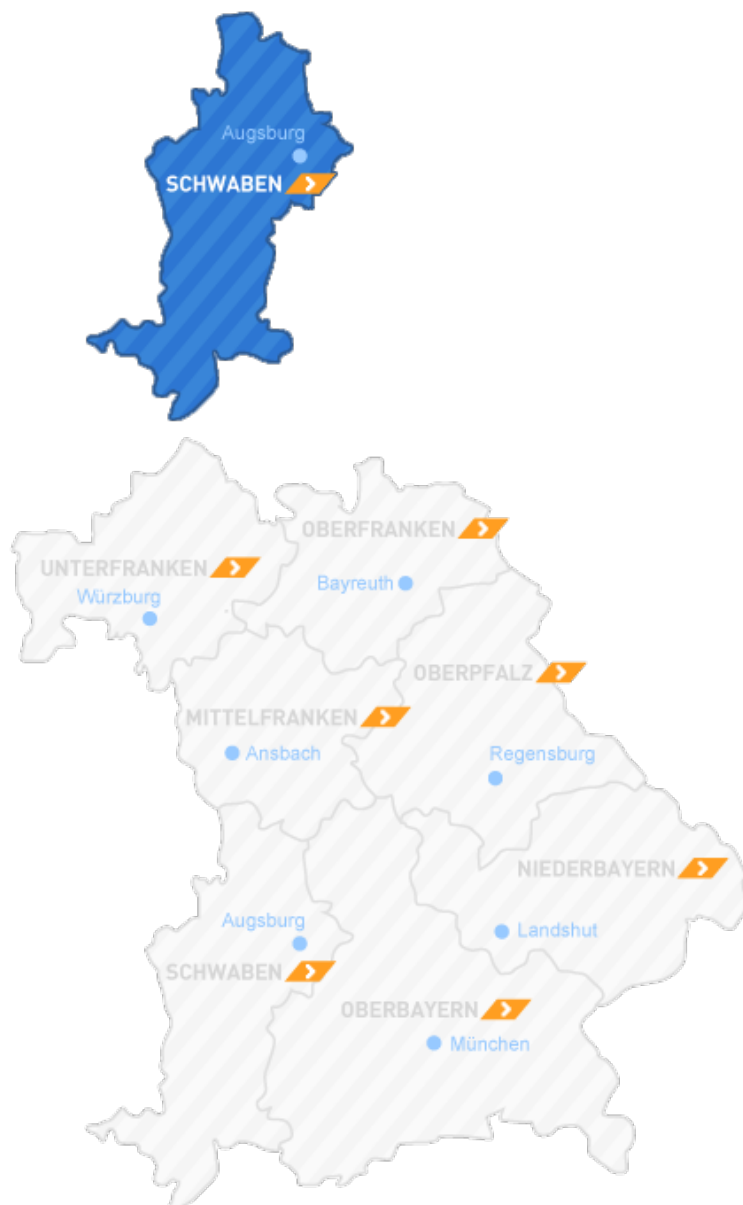 Augsburg
SCHWABEN
OBERFRANKEN
UNTERFRANKEN
Bayreuth
Würzburg
OBERPFALZ
MITTELFRANKEN
Ansbach
Regensburg
NIEDERBAYERN
Augsburg
Landshut
SCHWABEN
OBERBAYERN
München